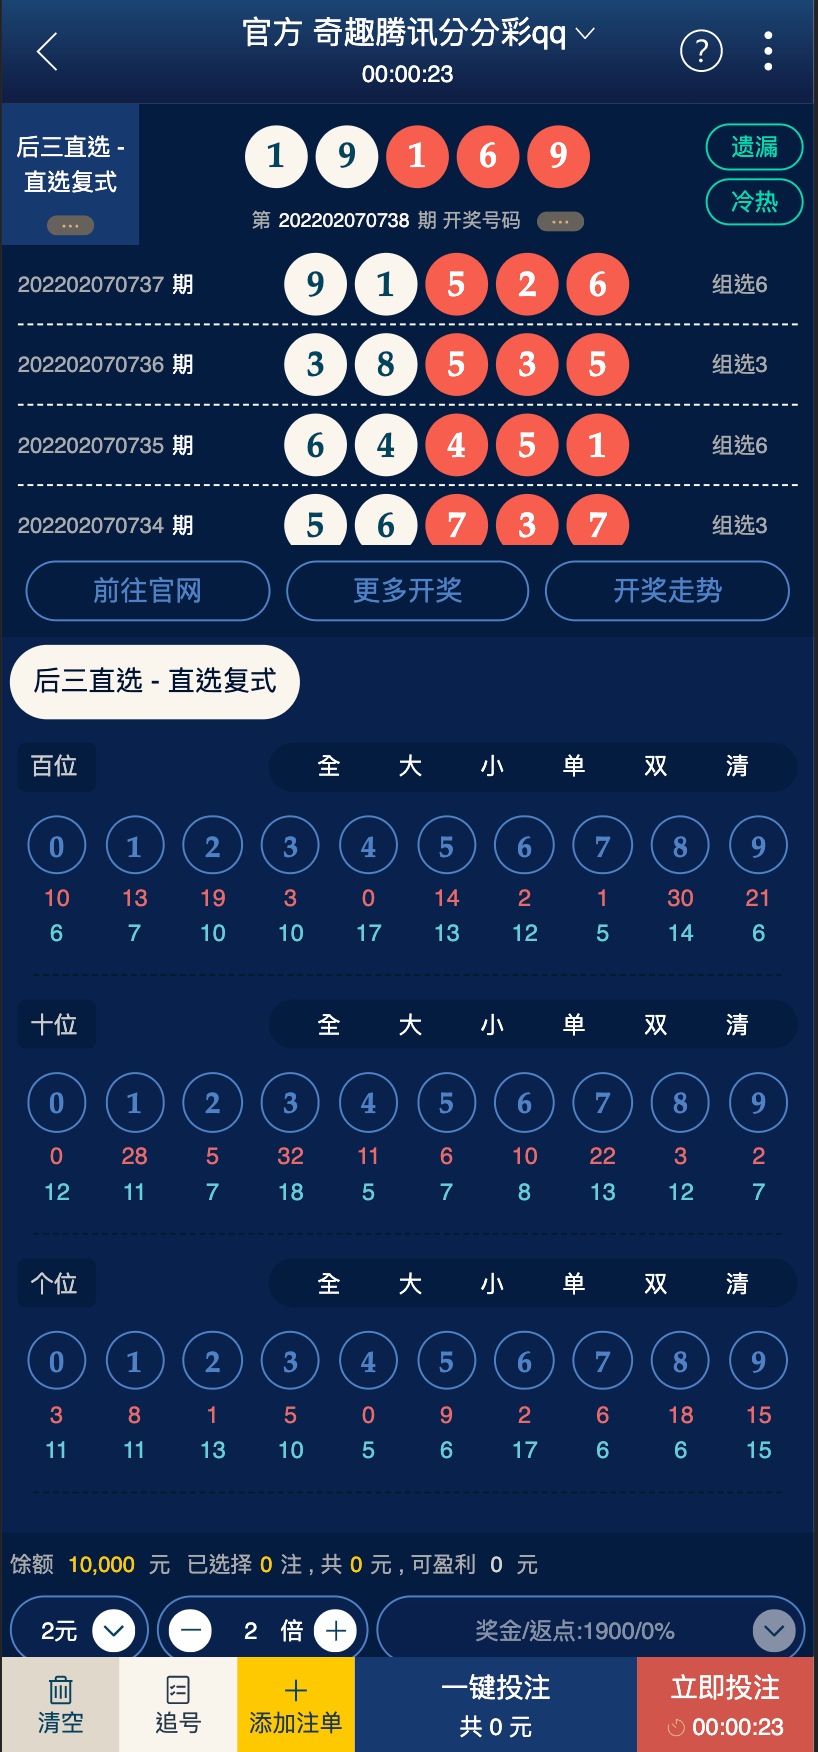 官方 奇趣腾讯分分彩qq
00:00:23
?
后三直选 -
直选复式
1 9 1 6 9
第 202202070738 期 开奖号码
遗漏
冷热
202202070737 期 9 1 5 2 6 组选6
202202070736 期 3 8 5 3 5 组选3
202202070735 期 6 4 4 5 1 组选6
202202070734 期 5 6 7 3 7 组选3
前往官网 更多开奖 开奖走势
后三直选 - 直选复式
百位 全 大 小 单 双 清
0 1 2 3 4 5 6 7 8 9
10 13 19 3 0 14 2 1 30 21
6 7 10 10 17 13 12 5 14 6
十位 全 大 小 单 双 清
0 1 2 3 4 5 6 7 8 9
0 28 5 32 11 6 10 22 3 2
12 11 7 18 5 7 8 13 12 7
个位 全 大 小 单 双 清
0 1 2 3 4 5 6 7 8 9
3 8 1 5 0 9 2 6 18 15
11 11 13 10 5 6 17 6 6 15
馀额 10,000 元 已选择 0 注 , 共 0 元 , 可盈利 0 元
2元 2 倍 奖金/返点:1900/0%
清空 追号 添加注单
一键投注
共 0 元
立即投注
00:00:23